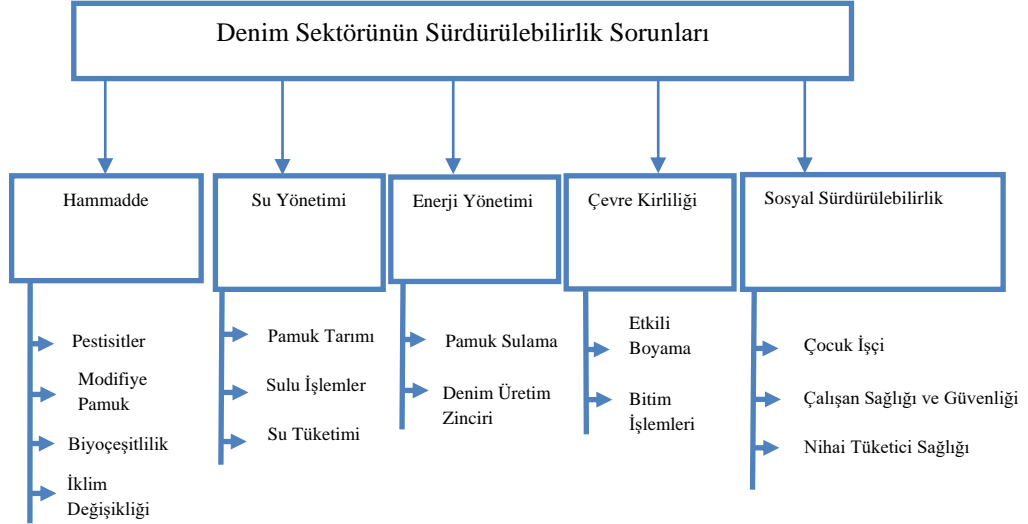 Denim Sektörünün Sürdürülebilirlik Sorunları
Hammadde
Pestisitler
Modifiye
Pamuk
Biyoçeşitlilik
İklim
Değişikliği
Su Yönetimi
Pamuk Tarımı
Sulu İşlemler
Su Tüketimi
Enerji Yönetimi
Pamuk Sulama
Denim Üretim
Zinciri
Çevre Kirliliği
Etkili
Boyama
Bitim
İşlemleri
Sosyal Sürdürülebilirlik
Çocuk İşçi
Çalışan Sağlığı ve Güvenliği
Nihai Tüketici Sağlığı